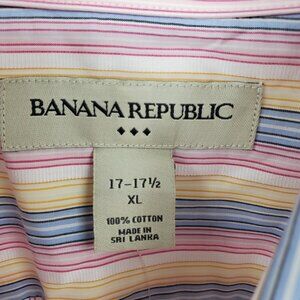 BANANA REPUBLIC
17-17½
XL
100% COTTON
MADE IN
SRI LANKA